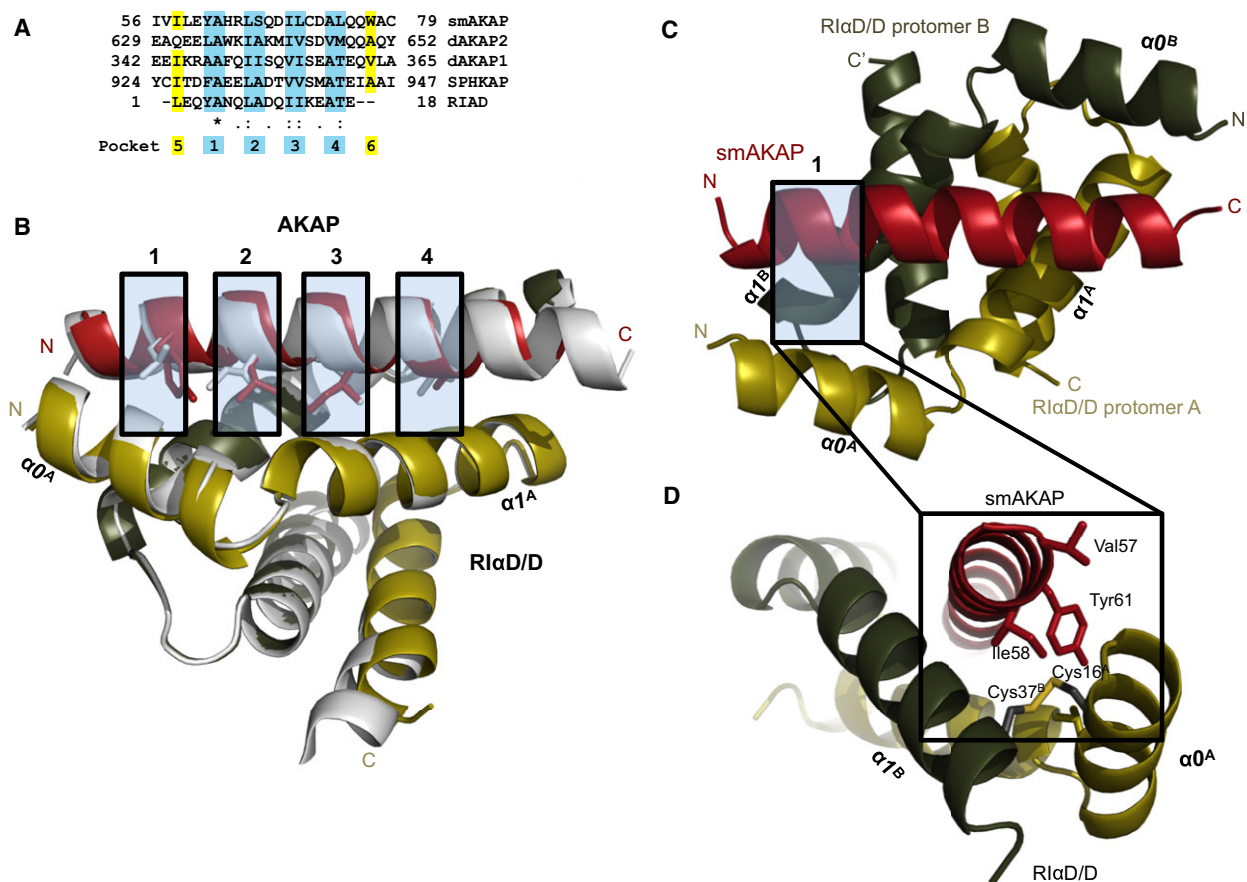 A
56 IVILEYAHRLSQDILCDALQQWAC 79 smAKAP
629 EAQEELAWKIAKMIVSDVMQQAQY 652 dAKAP2
342 EEIKRAAFQIISQVISEATEQVLA 365 dAKAP1
924 YCITDFAEELADTVVSMATEIAAI 947 SPHKAP
1 -LEQYANQLADQIIKEATE-- 18 RIAD
* .: :: . :
Pocket 5 1 2 3 4 6
B
AKAP
1 2 3 4
N
C
N
α0ᴬ
α1ᴬ
RIαD/D
C
C
RIαD/D protomer B
α0ᴮ
C'
N
smAKAP
1
N
C
α1ᴮ
α1ᴬ
N
C
RIαD/D protomer A
α0ᴬ
D
smAKAP
Val57
Tyr61
Ile58
Cys16ᴬ
Cys37ᴮ
α1ᴮ
α0ᴬ
RIαD/D